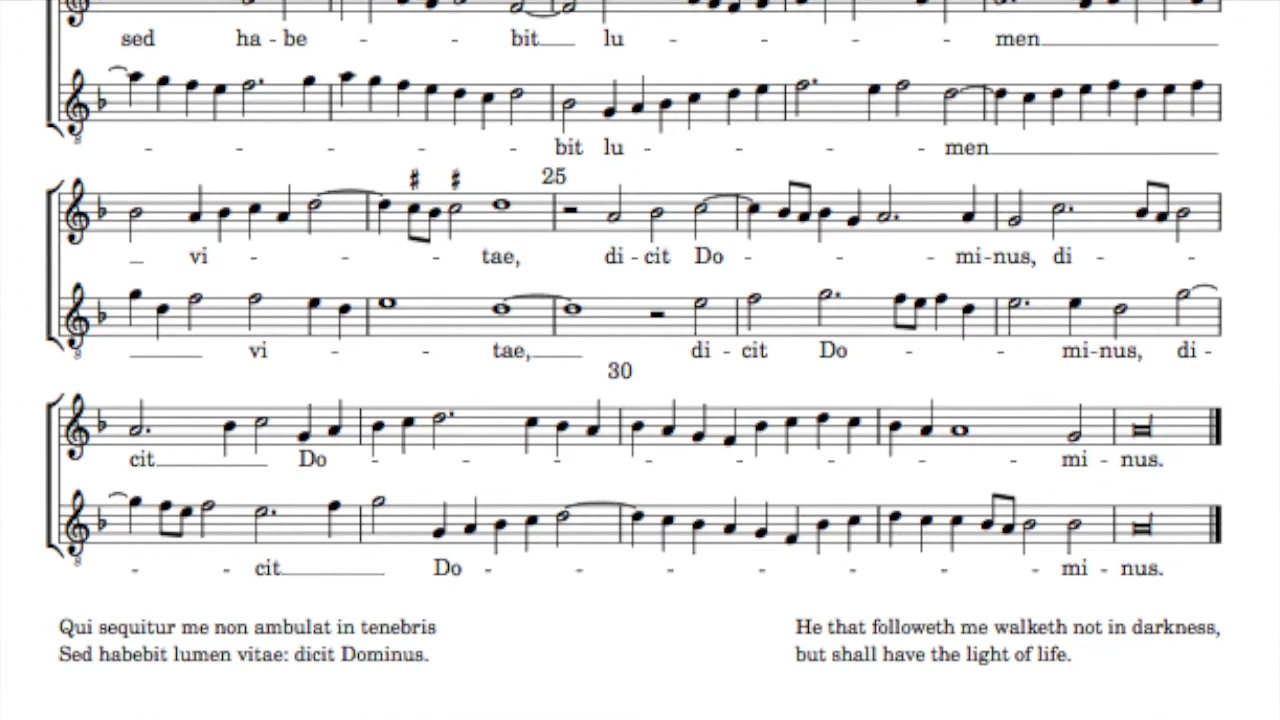 sed ha - be - - bit lu - - - men
- - - - - bit lu - - - men
25
vi - - - tae, di - cit Do - - - mi-nus, di - -
vi - - tae, di - cit Do - - mi-nus, di -
30
cit Do - - - - - - - - mi - nus.
- - cit Do - - - - - - - mi - nus.
Qui sequitur me non ambulat in tenebris
Sed habebit lumen vitae: dicit Dominus.
He that followeth me walketh not in darkness,
but shall have the light of life.